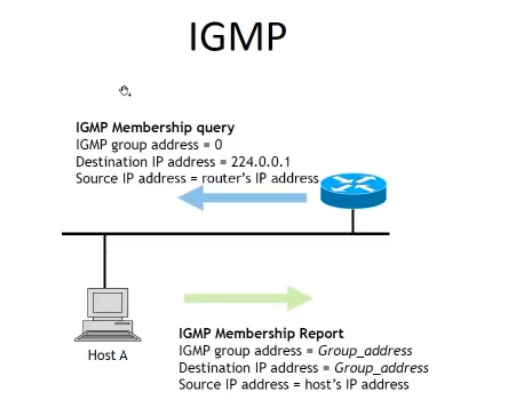 IGMP
IGMP Membership query
IGMP group address = 0
Destination IP address = 224.0.0.1
Source IP address = router's IP address
Host A
IGMP Membership Report
IGMP group address = Group_address
Destination IP address = Group_address
Source IP address = host's IP address